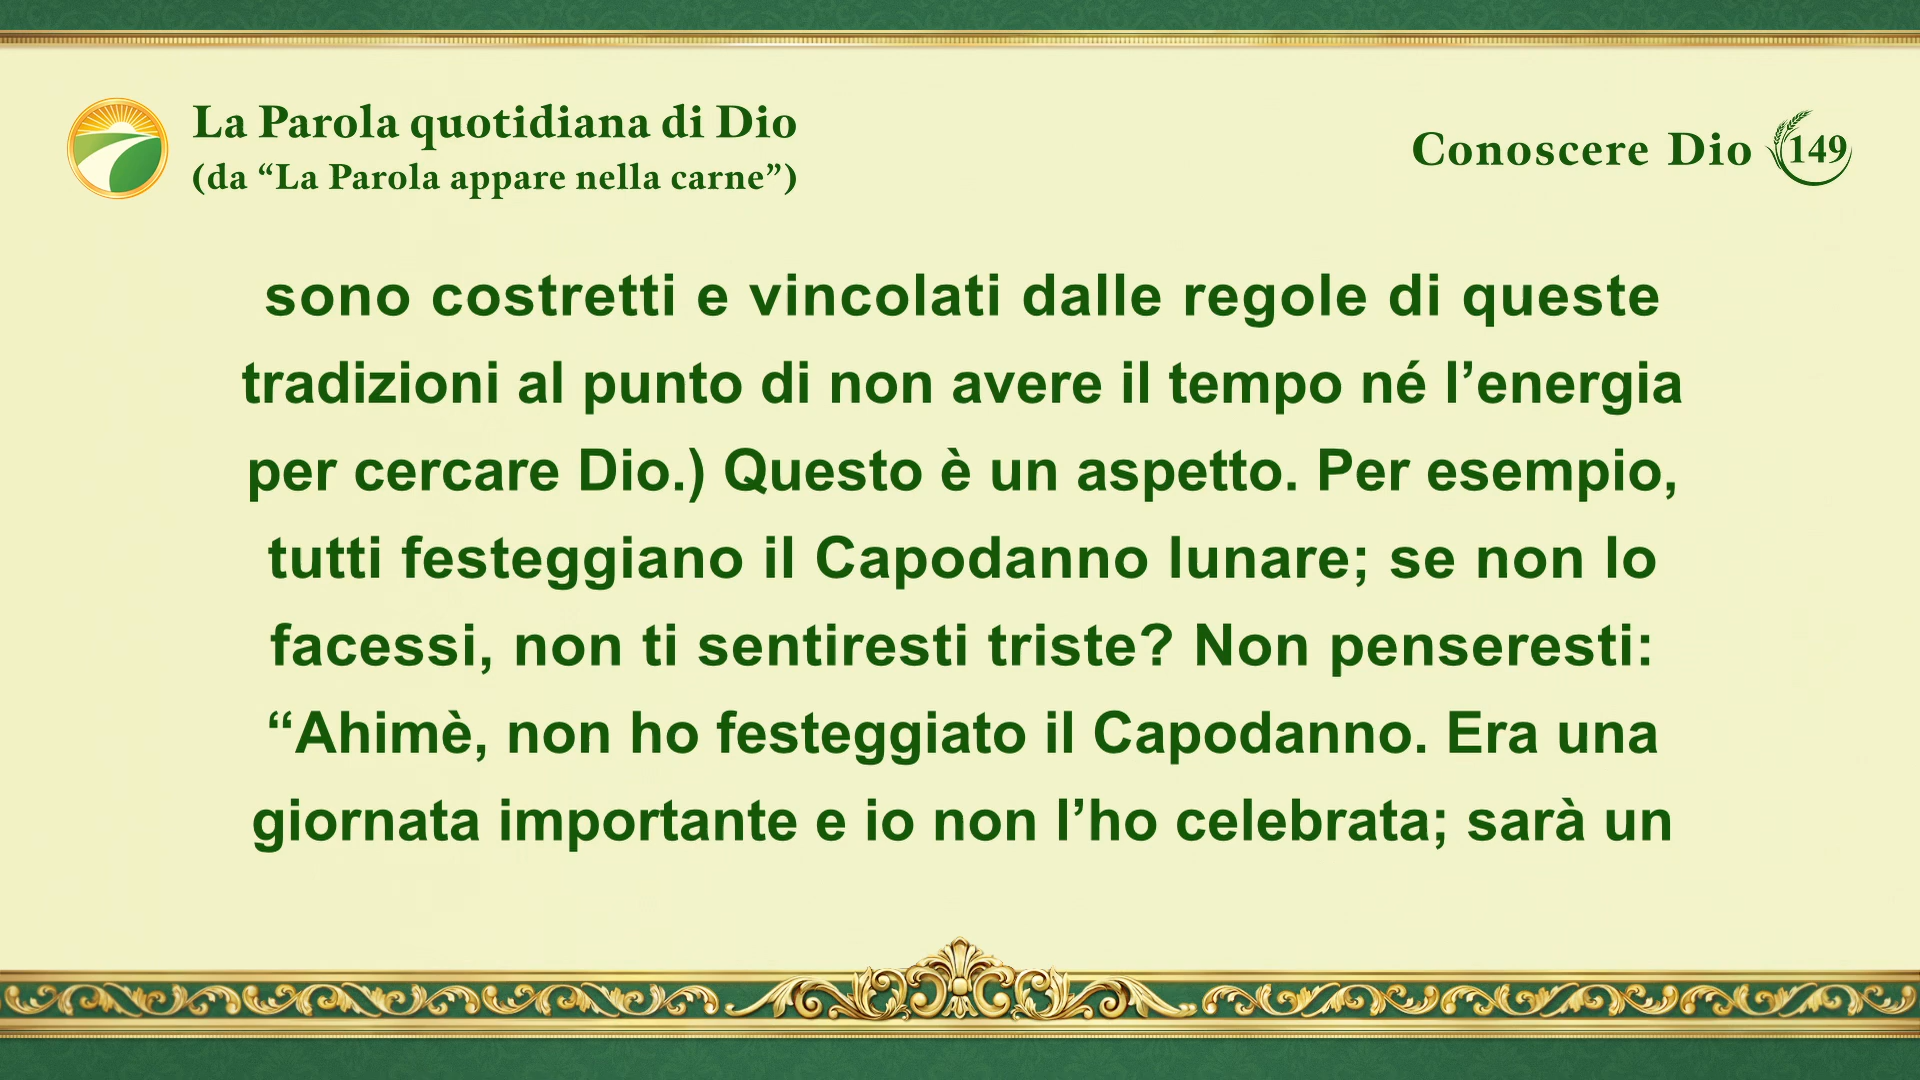 La Parola quotidiana di Dio
(da “La Parola appare nella carne”)
Conoscere Dio 149
sono costretti e vincolati dalle regole di queste
tradizioni al punto di non avere il tempo né l’energia
per cercare Dio.) Questo è un aspetto. Per esempio,
tutti festeggiano il Capodanno lunare; se non lo
facessi, non ti sentiresti triste? Non penseresti:
“Ahimè, non ho festeggiato il Capodanno. Era una
giornata importante e io non l’ho celebrata; sarà un